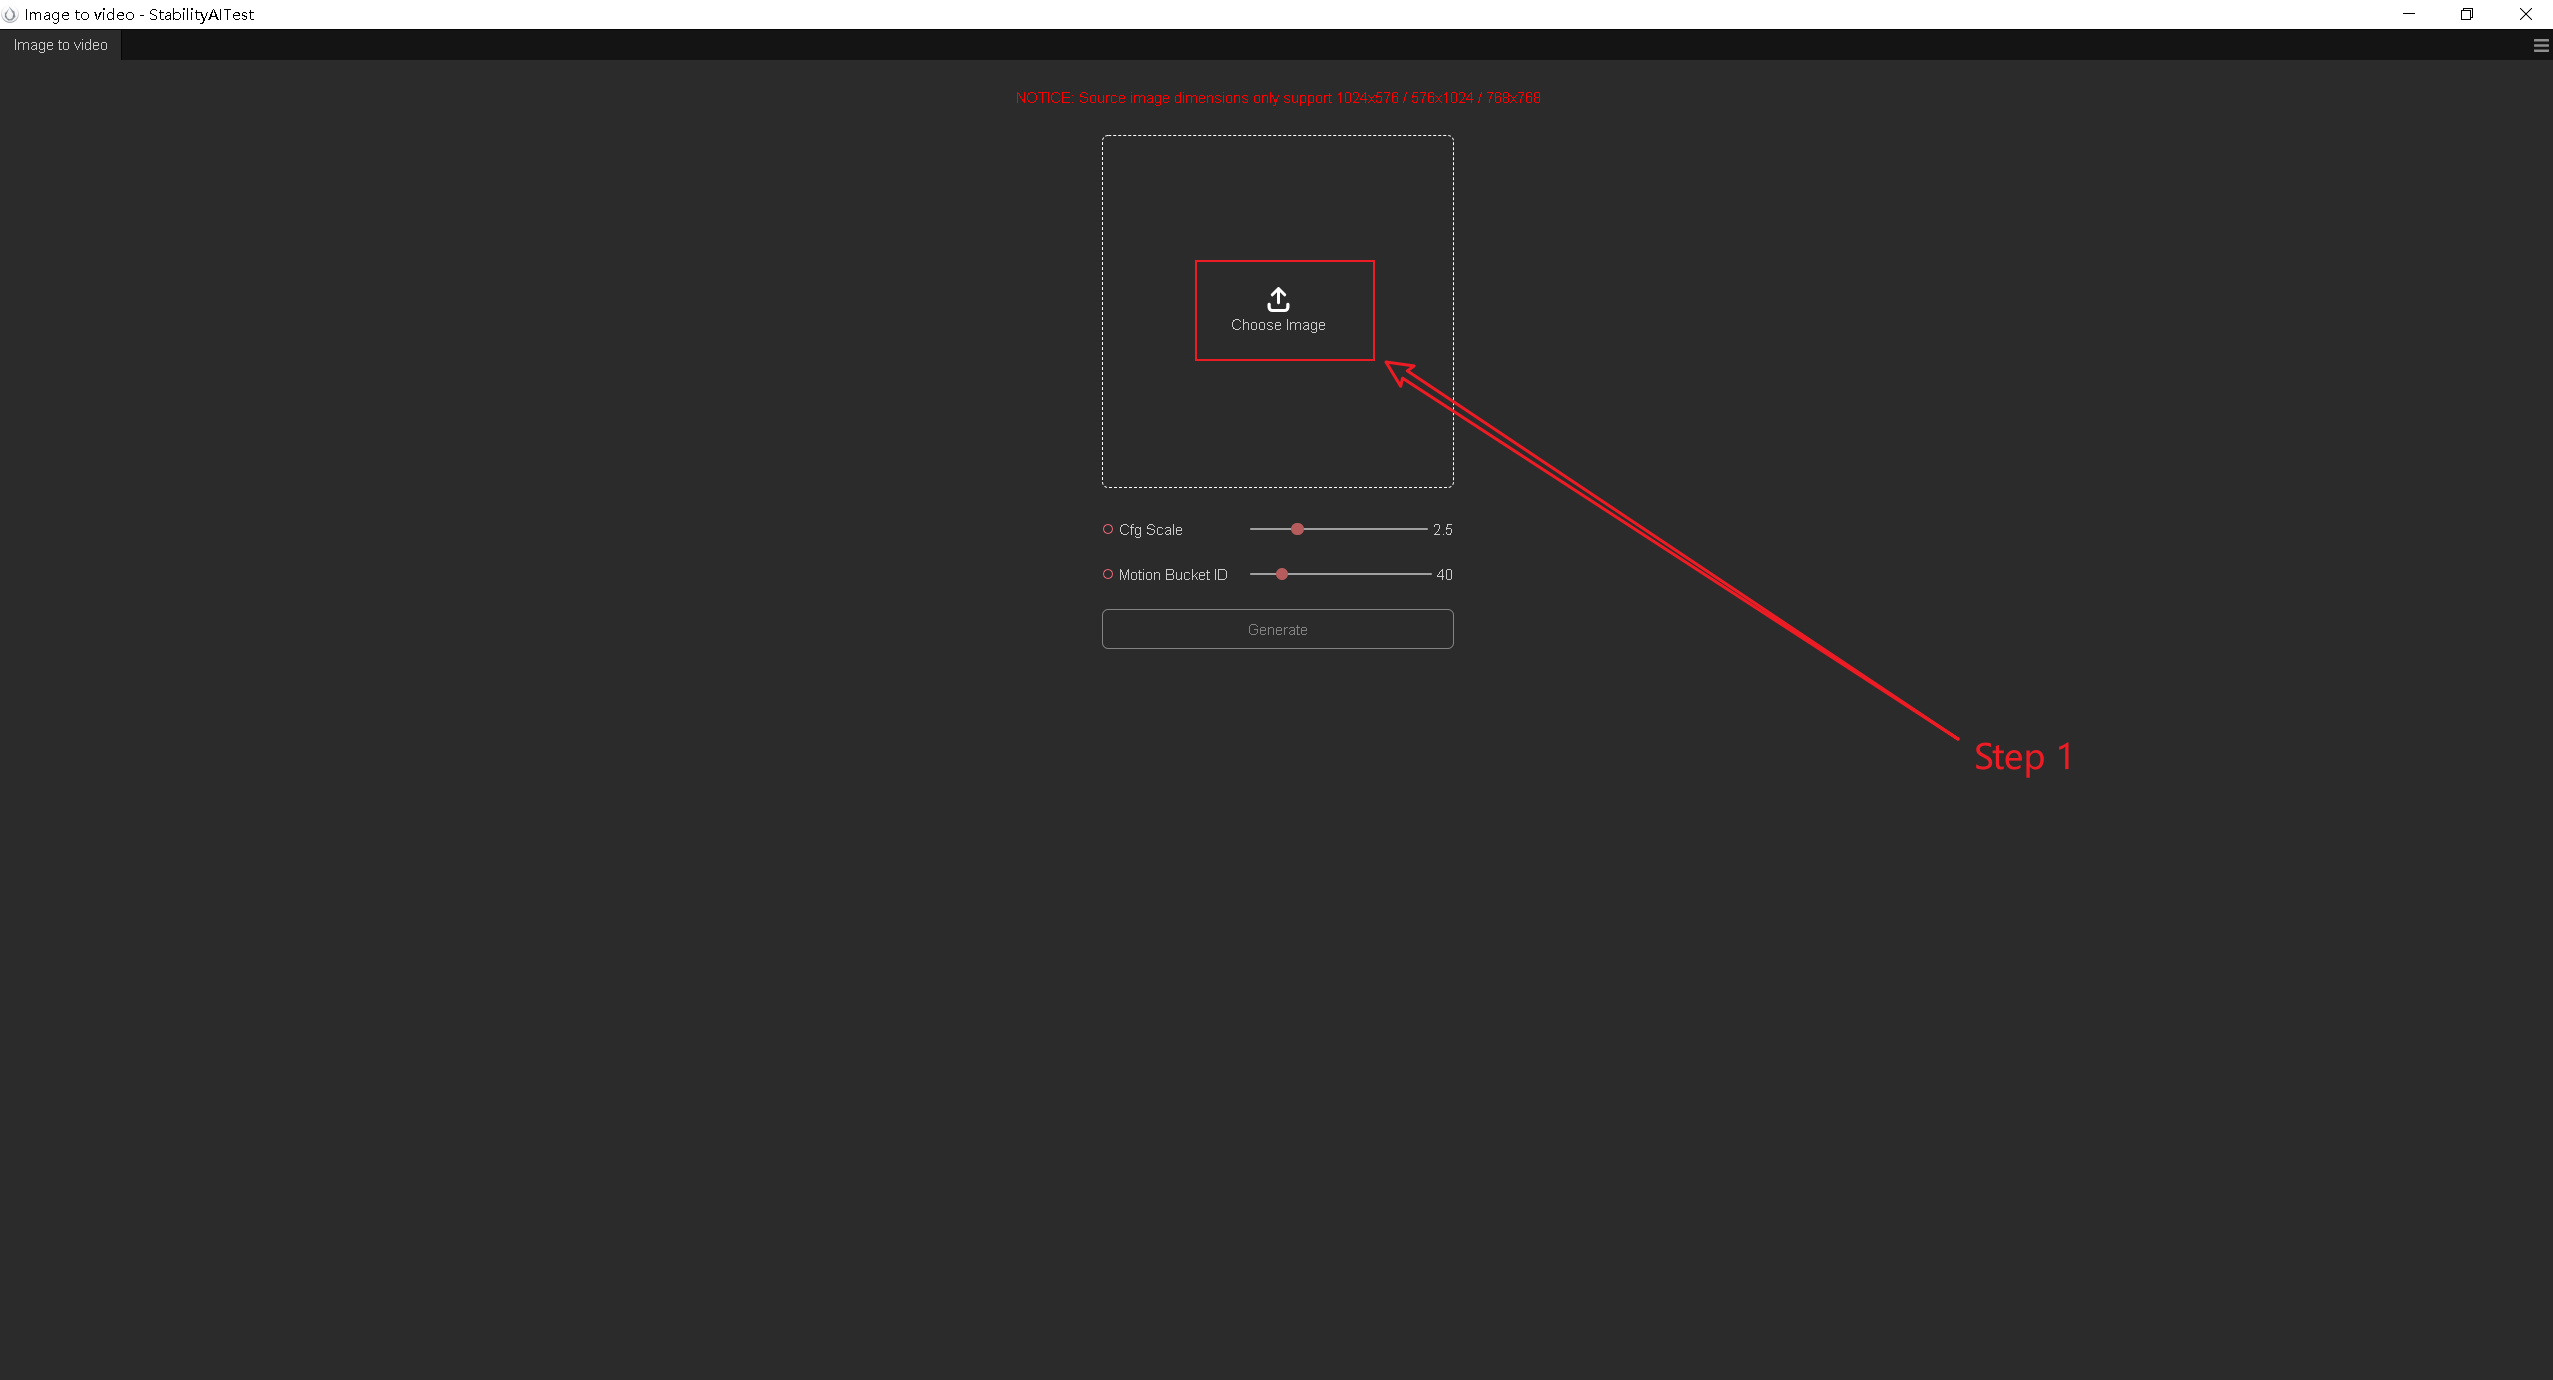 Image to video - StabilityAITest
Image to video
NOTICE: Source image dimensions only support 1024x576 / 576x1024 / 768x768
Choose Image
Cfg Scale 2.5
Motion Bucket ID 40
Generate
Step 1